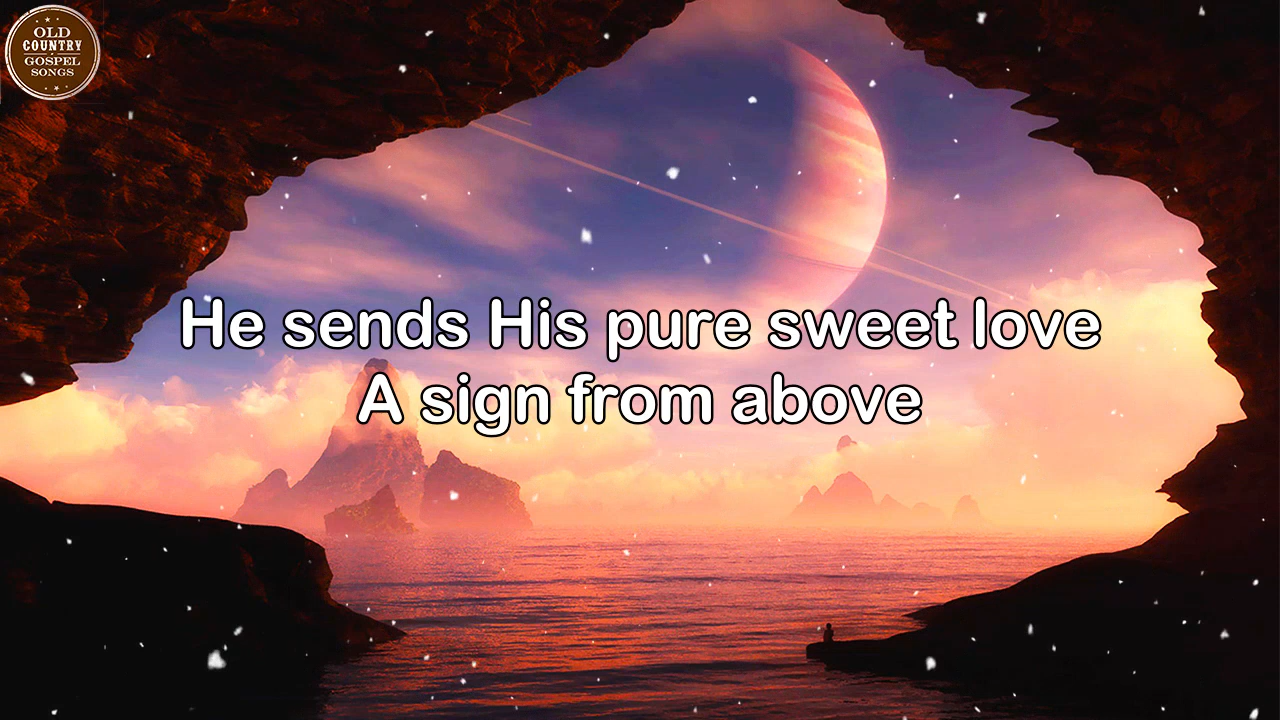 OLD
COUNTRY
GOSPEL
SONGS
He sends His pure sweet love
A sign from above